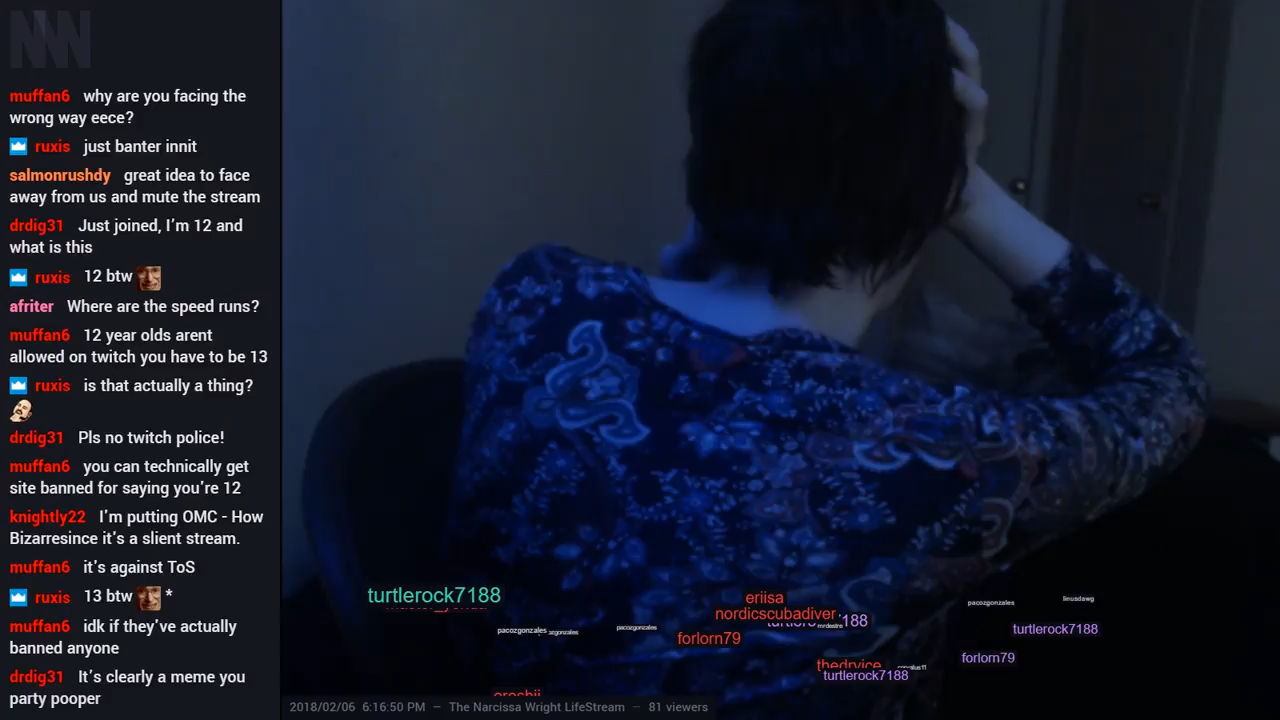 NNN
muffan6 why are you facing the
wrong way eece?
ruxis just banter innit
salmonrushdy great idea to face
away from us and mute the stream
drdig31 Just joined, I'm 12 and
what is this
ruxis 12 btw
afriter Where are the speed runs?
muffan6 12 year olds arent
allowed on twitch you have to be 13
ruxis is that actually a thing?
drdig31 Pls no twitch police!
muffan6 you can technically get
site banned for saying you're 12
knightly22 I'm putting OMC - How
Bizarresince it's a slient stream.
muffan6 it's against ToS
ruxis 13 btw *
muffan6 idk if they've actually
banned anyone
drdig31 It's clearly a meme you
party pooper
turtlerock7188
eriisa
nordicscubadiver
pacozgonzales
linusdawg
pacozgonzales
pacozgonzales
forlorn79
turtlerock7188
forlorn79
thedrvice
turtlerock7188
2018/02/06 6:16:50 PM — The Narcissa Wright LifeStream — 81 viewers